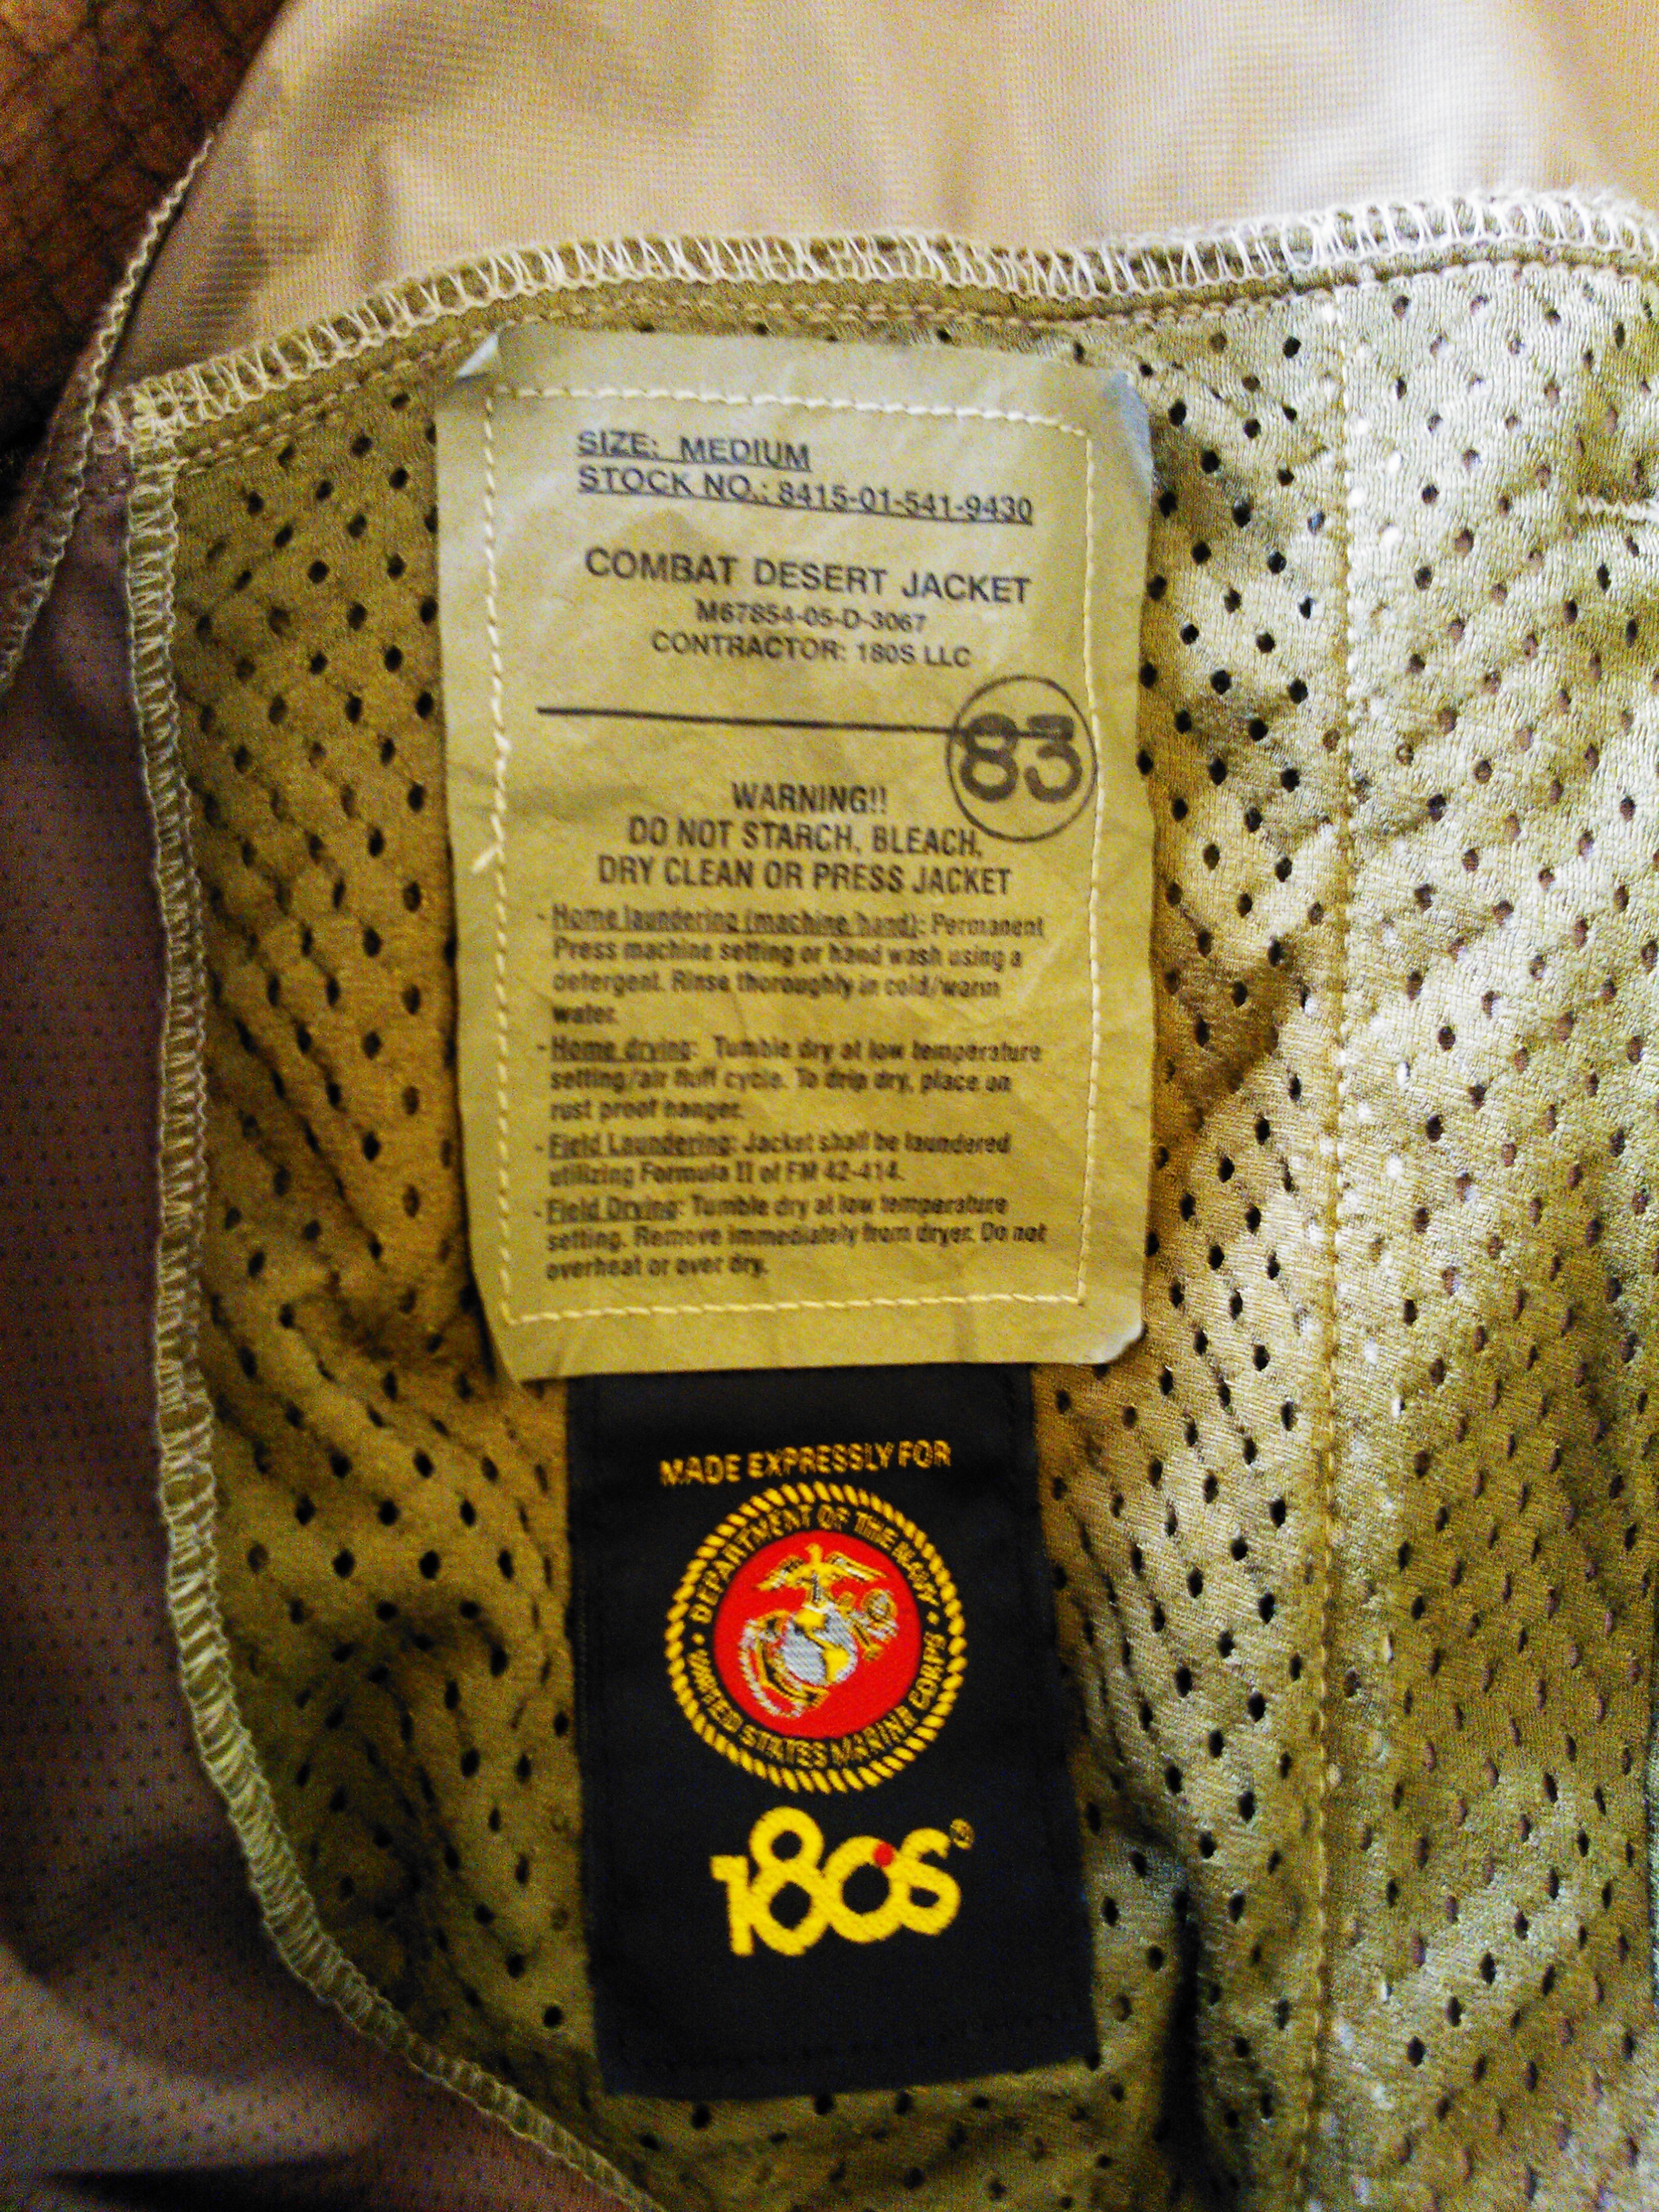 SIZE: MEDIUM
STOCK NO.: 8415-01-541-9430
COMBAT DESERT JACKET
M67854-05-D-3067
CONTRACTOR: 180S LLC
83
WARNING!!
DO NOT STARCH, BLEACH,
DRY CLEAN OR PRESS JACKET
- Home laundering (machine/hand): Permanent
Press machine setting or hand wash using a
detergent. Rinse thoroughly in cold/warm
water.
- Home drying: Tumble dry at low temperature
setting/air fluff cycle. To drip dry, place on
rust proof hanger.
- Field Laundering: Jacket shall be laundered
utilizing Formula II of FM 42-414.
- Field Drying: Tumble dry at low temperature
setting. Remove immediately from dryer. Do not
overheat or over dry.
MADE EXPRESSLY FOR
DEPARTMENT OF THE NAVY
UNITED STATES MARINE CORPS
180s®